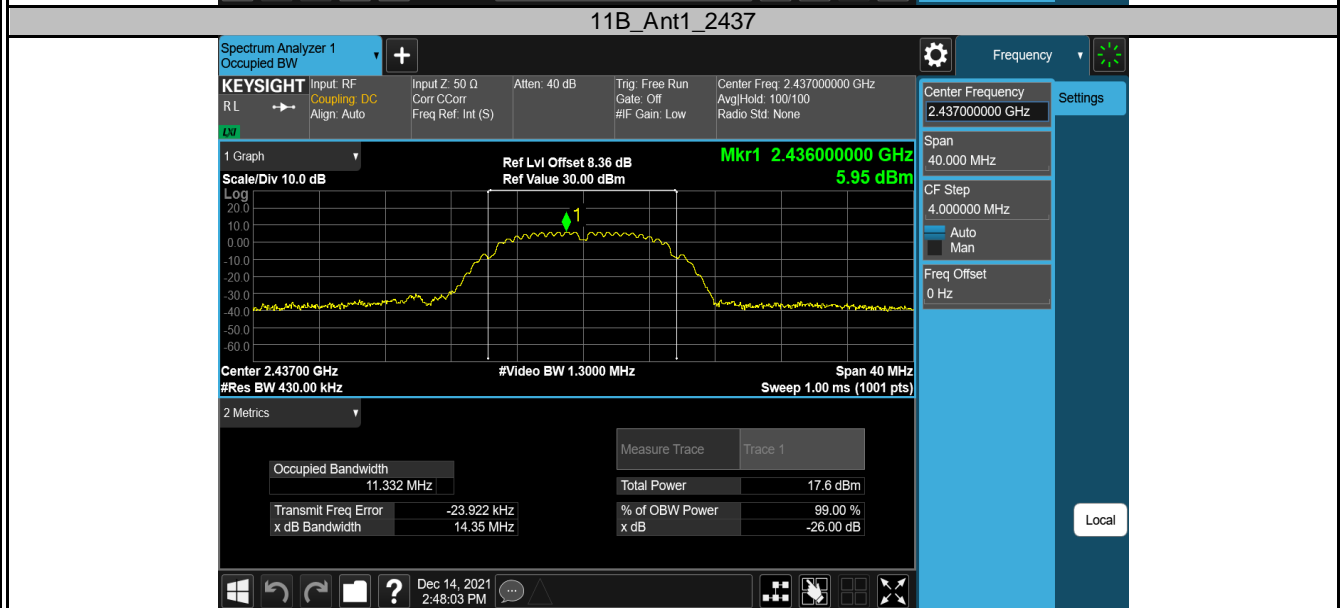 11B_Ant1_2437
Spectrum Analyzer 1
Occupied BW
+
Frequency
KEYSIGHT
R L
LXI
Input: RF
Coupling: DC
Align: Auto
Input Z: 50 Ω
Corr CCorr
Freq Ref: Int (S)
Atten: 40 dB
Trig: Free Run
Gate: Off
#IF Gain: Low
Center Freq: 2.437000000 GHz
Avg|Hold: 100/100
Radio Std: None
Center Frequency
2.437000000 GHz
Settings
Span
40.000 MHz
CF Step
4.000000 MHz
Auto
Man
Freq Offset
0 Hz
1 Graph
Scale/Div 10.0 dB
Ref Lvl Offset 8.36 dB
Ref Value 30.00 dBm
Mkr1 2.436000000 GHz
5.95 dBm
Log
20.0
10.0
0.00
-10.0
-20.0
-30.0
-40.0
-50.0
-60.0
1
Center 2.43700 GHz
#Res BW 430.00 kHz
#Video BW 1.3000 MHz
Span 40 MHz
Sweep 1.00 ms (1001 pts)
2 Metrics
Measure Trace Trace 1
Occupied Bandwidth
11.332 MHz
Total Power 17.6 dBm
Transmit Freq Error -23.922 kHz
% of OBW Power 99.00 %
x dB Bandwidth 14.35 MHz
x dB -26.00 dB
Local
?
Dec 14, 2021
2:48:03 PM